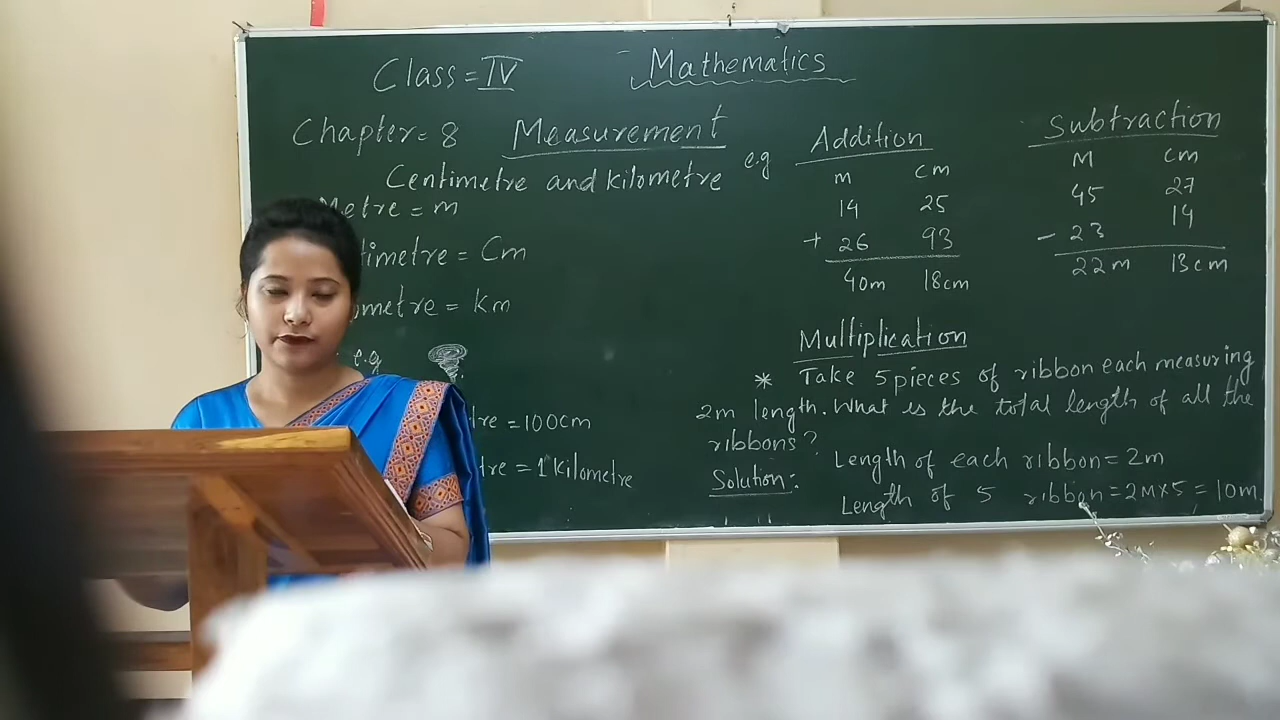 Class = IV
Mathematics
Chapter = 8 Measurement
Centimetre and kilometre
Metre = m
timetre = Cm
ometre = km
e.g
tre = 100cm
tre = 1 kilometre
e.g Addition
m cm
14 25
+ 26 93
40m 18cm
Subtraction
M cm
45 27
- 23 14
22m 13cm
Multiplication
* Take 5 pieces of ribbon each measuring
2m length. What is the total length of all the
ribbons?
Solution:
Length of each ribbon = 2m
Length of 5 ribbon = 2M×5 = 10m